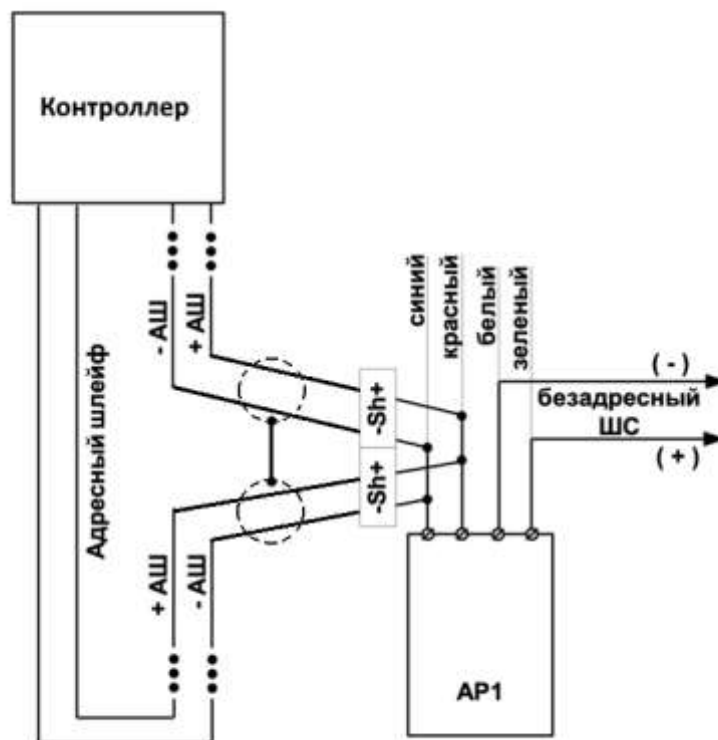 Контроллер
- АШ
+ АШ
синий
красный
белый
зеленый
( - )
безадресный
ШС
( + )
-Sh+
-Sh+
Адресный шлейф
+ АШ
- АШ
АР1